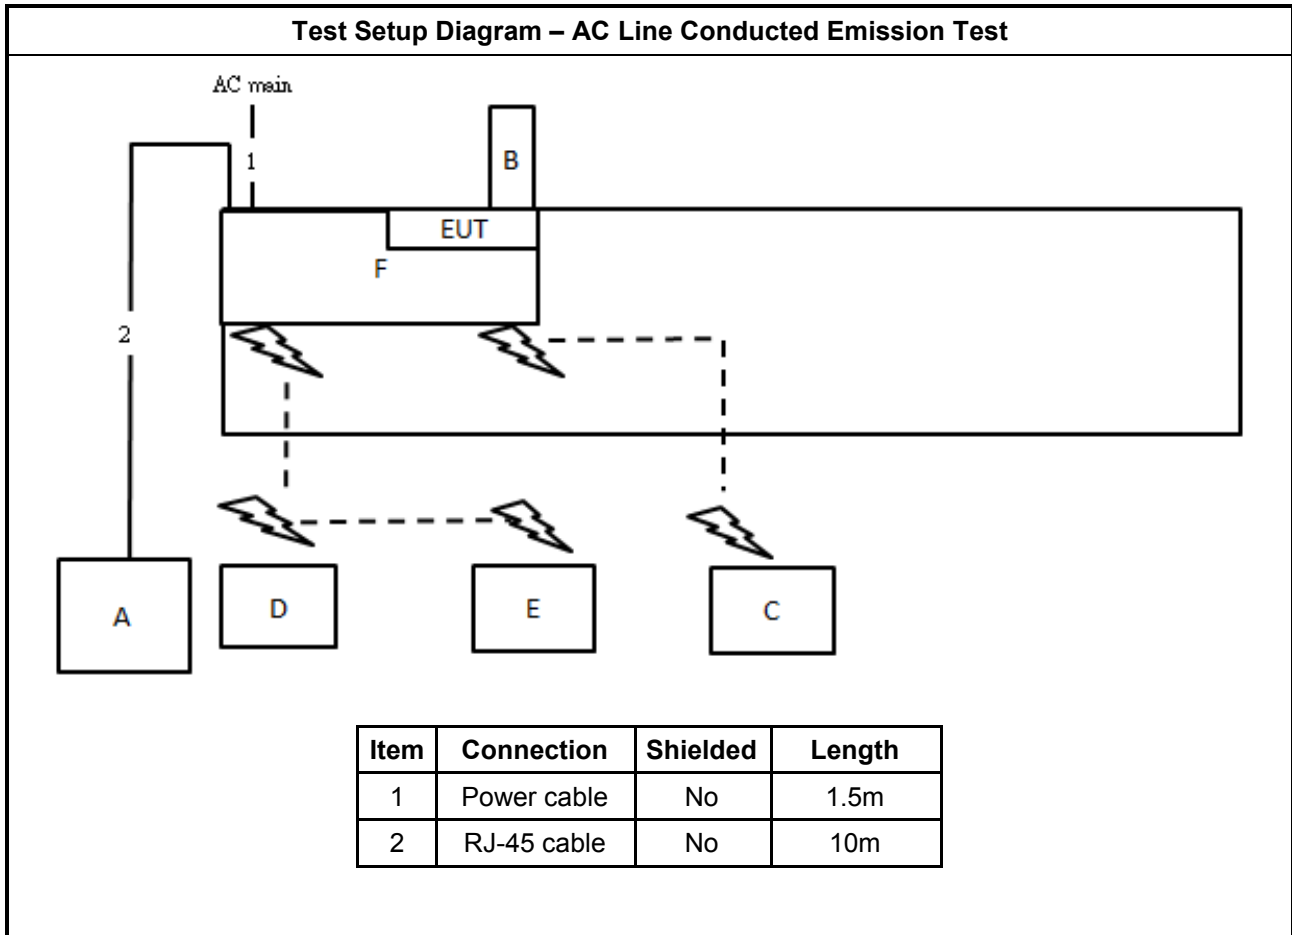 Test Setup Diagram – AC Line Conducted Emission Test
AC main
1
B
EUT
F
2
A
D
E
C
Item Connection Shielded Length
1 Power cable No 1.5m
2 RJ-45 cable No 10m